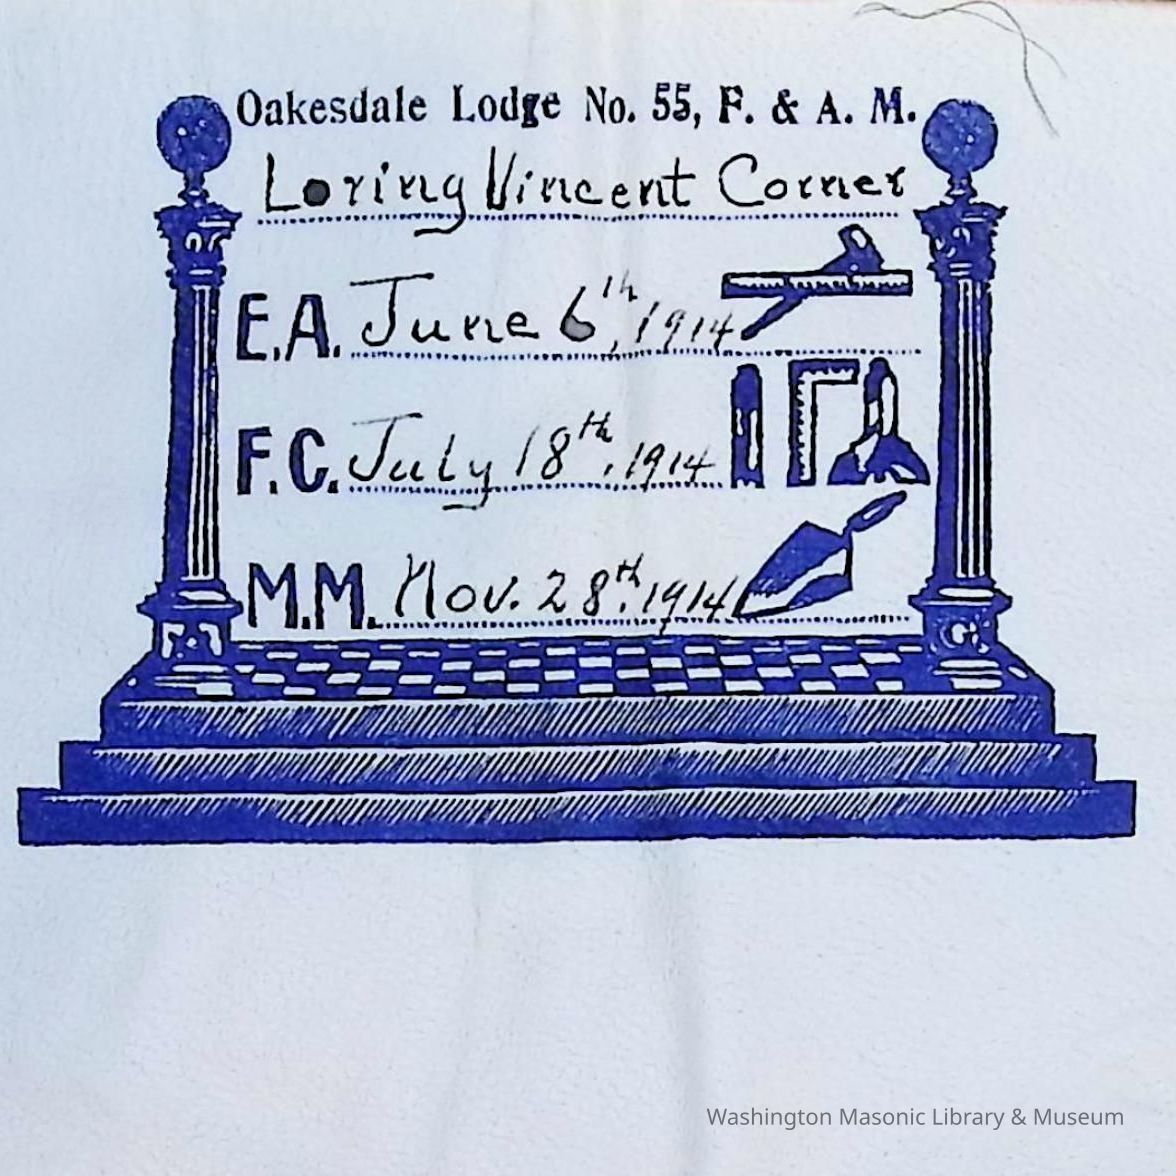 Oakesdale Lodge No. 55, F. & A. M.
Loring Vincent Corner
E.A. June 6th, 1914
F.C. July 18th. 1914
M.M. Nov. 28th. 1914
Washington Masonic Library & Museum